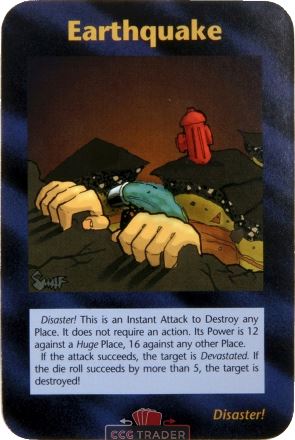 Earthquake
SHAF
Disaster! This is an Instant Attack to Destroy any
Place. It does not require an action. Its Power is 12
against a Huge Place, 16 against any other Place.
If the attack succeeds, the target is Devastated. If
the die roll succeeds by more than 5, the target is
destroyed!
Disaster!
CCG TRADER